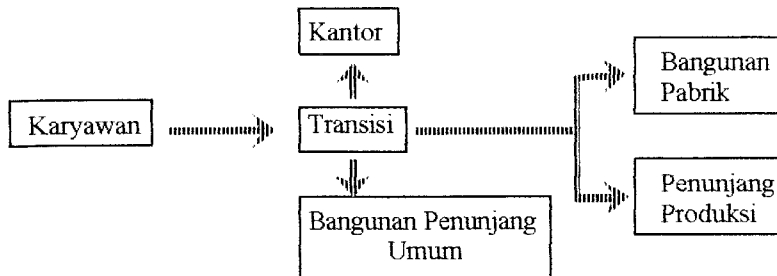 Kantor
Bangunan
Pabrik
Karyawan
Transisi
Penunjang
Produksi
Bangunan Penunjang
Umum